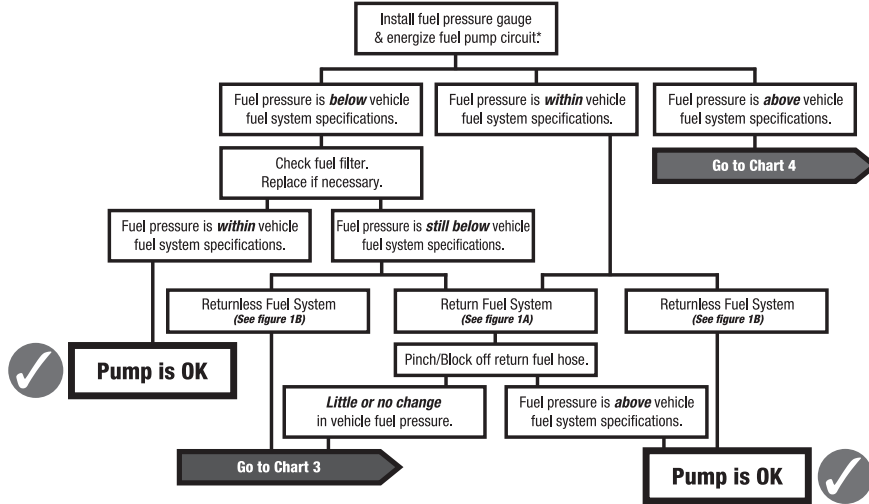 Install fuel pressure gauge
& energize fuel pump circuit.*
Fuel pressure is below vehicle
fuel system specifications.
Fuel pressure is within vehicle
fuel system specifications.
Fuel pressure is above vehicle
fuel system specifications.
Check fuel filter.
Replace if necessary.
Go to Chart 4
Fuel pressure is within vehicle
fuel system specifications.
Fuel pressure is still below vehicle
fuel system specifications.
Returnless Fuel System
(See figure 1B)
Return Fuel System
(See figure 1A)
Returnless Fuel System
(See figure 1B)
Pump is OK
Pinch/Block off return fuel hose.
Little or no change
in vehicle fuel pressure.
Fuel pressure is above vehicle
fuel system specifications.
Go to Chart 3
Pump is OK